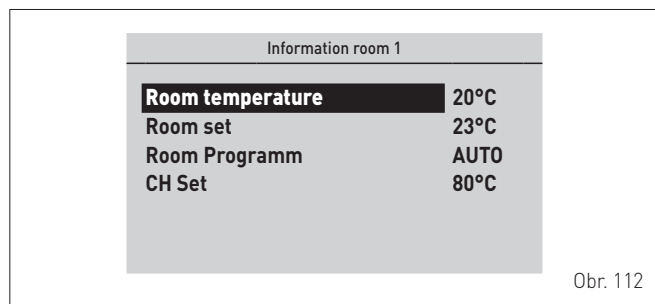 Information room 1
Room temperature 20°C
Room set 23°C
Room Programm AUTO
CH Set 80°C
Obr. 112